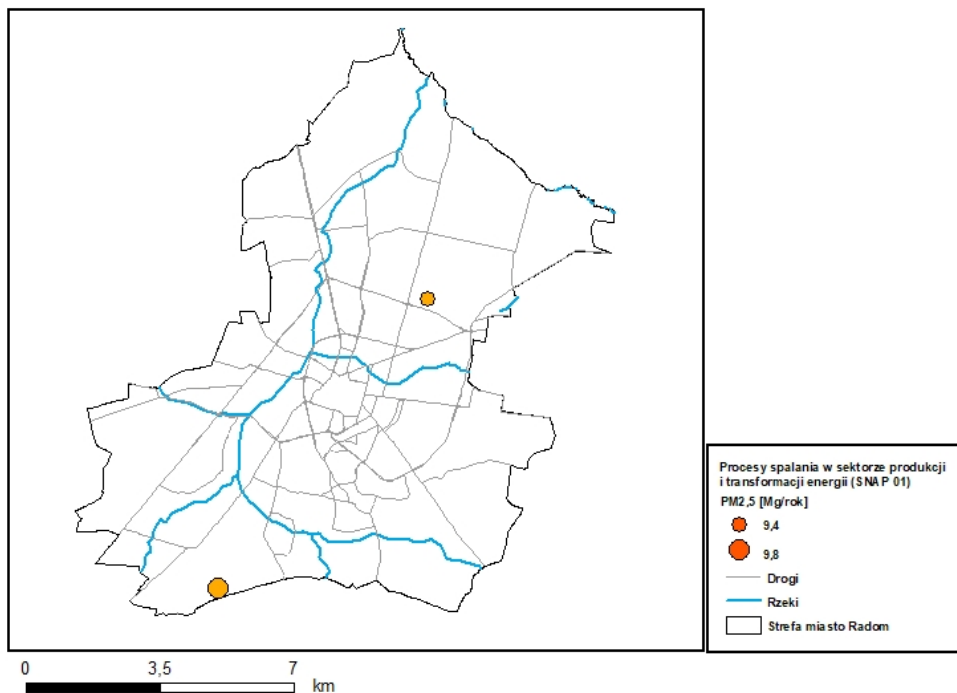 Procesy spalania w sektorze produkcji
i transformacji energii (SNAP 01)
PM2,5 [Mg/rok]
9,4
9,8
Drogi
Rzeki
Strefa miasto Radom
0 3,5 7
km